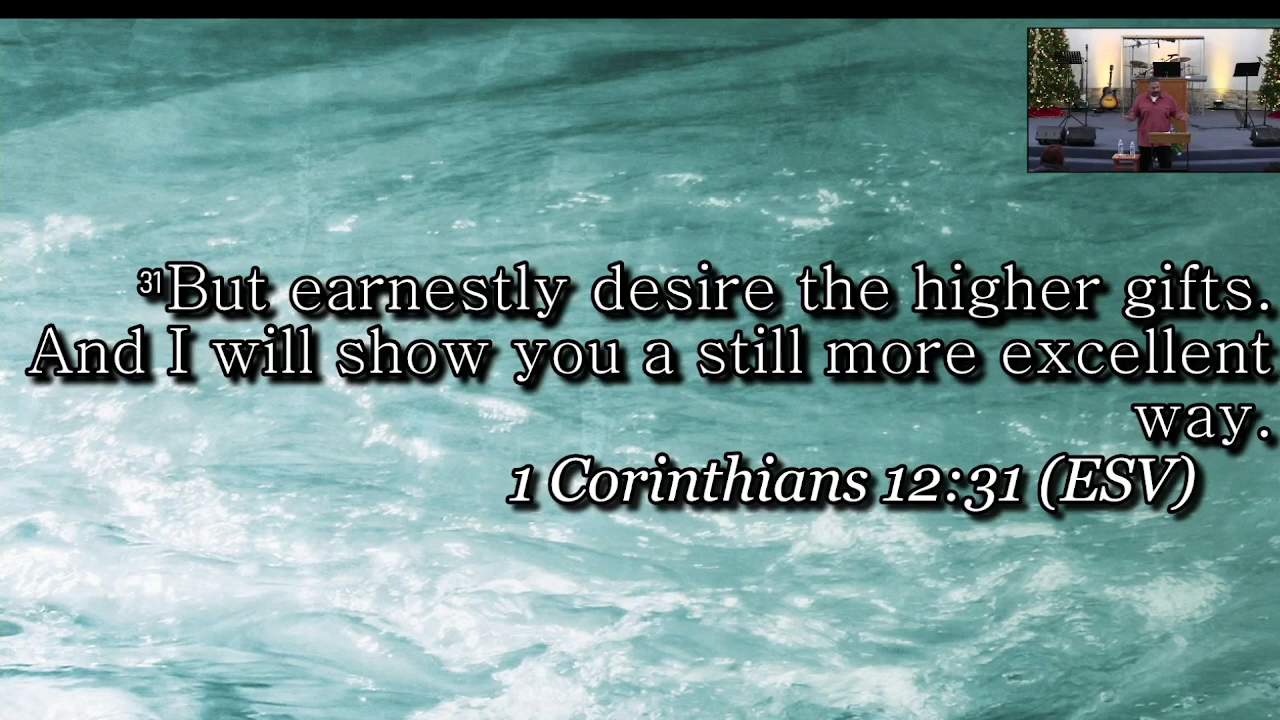 31But earnestly desire the higher gifts.
And I will show you a still more excellent
way.
1 Corinthians 12:31 (ESV)